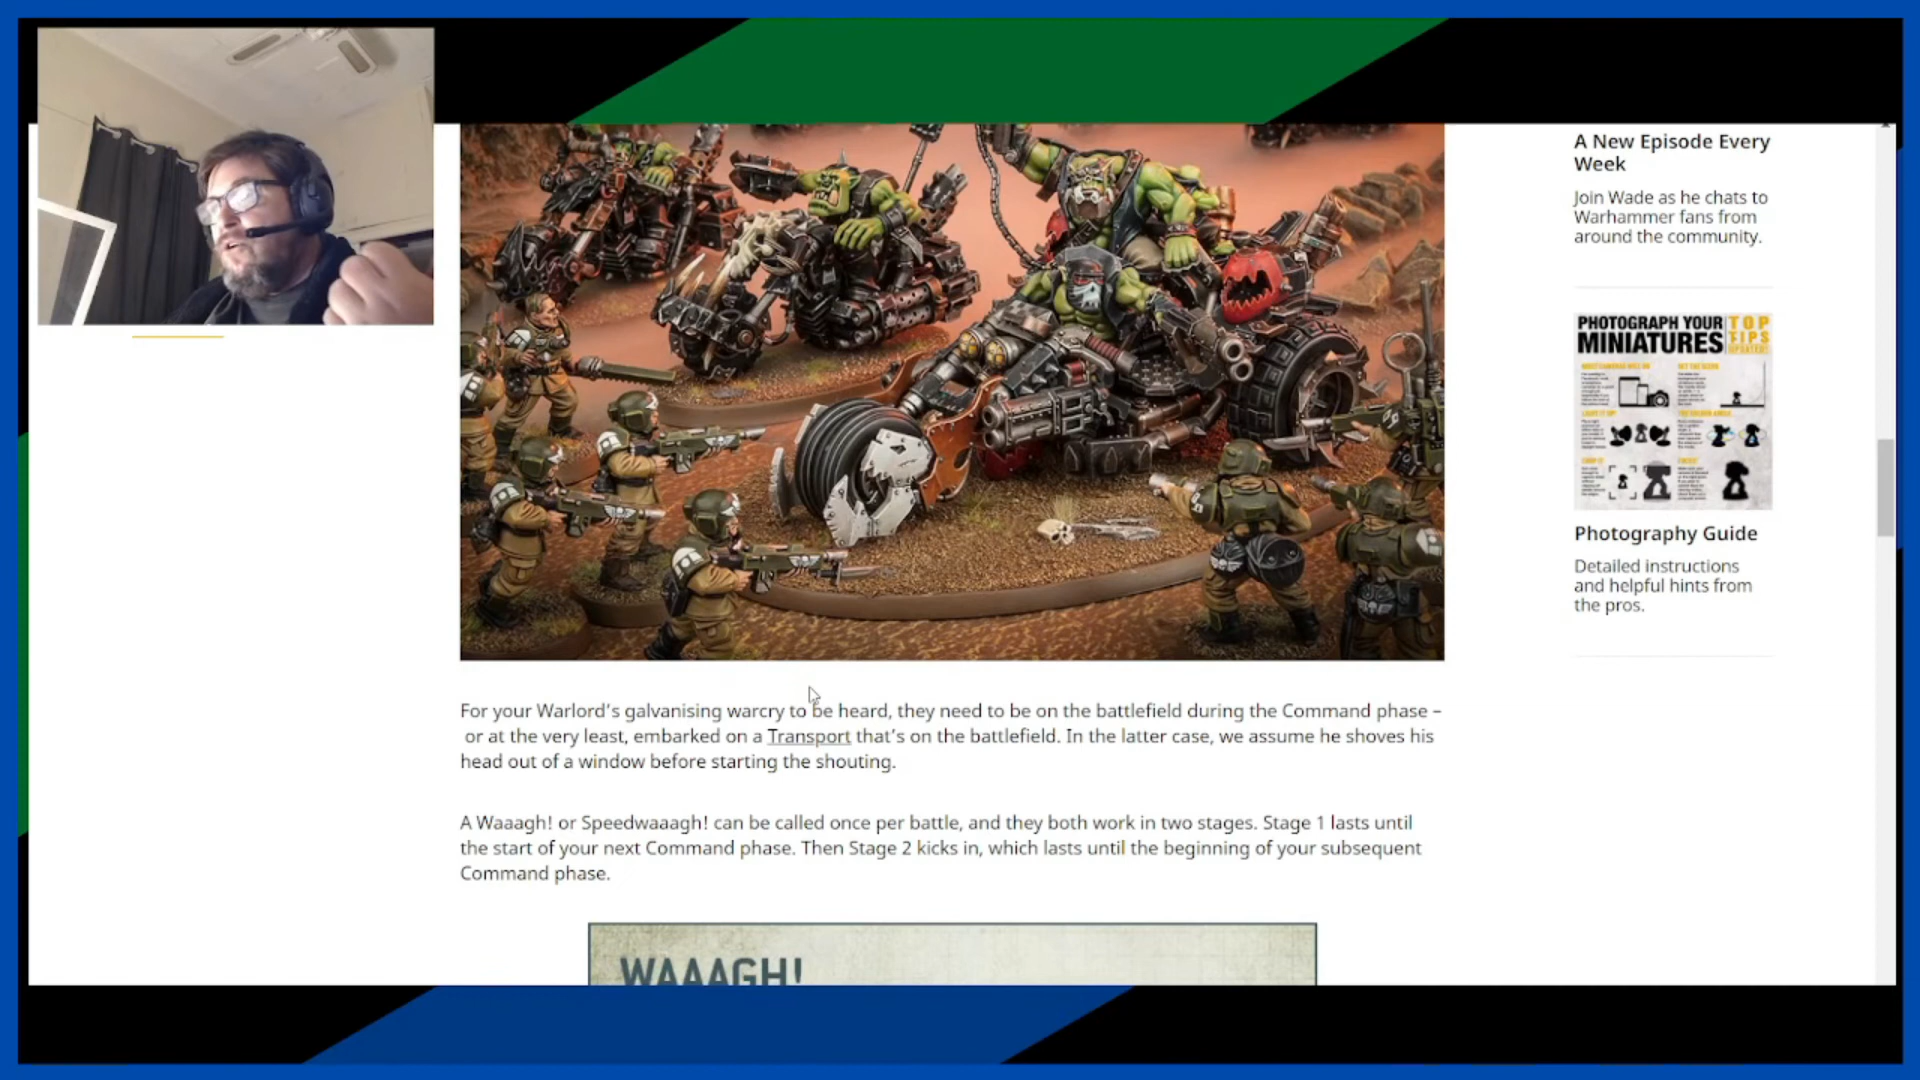 For your Warlord’s galvanising warcry to be heard, they need to be on the battlefield during the Command phase –
or at the very least, embarked on a Transport that’s on the battlefield. In the latter case, we assume he shoves his
head out of a window before starting the shouting.
A Waaagh! or Speedwaaagh! can be called once per battle, and they both work in two stages. Stage 1 lasts until
the start of your next Command phase. Then Stage 2 kicks in, which lasts until the beginning of your subsequent
Command phase.
WAAAGH!
A New Episode Every
Week
Join Wade as he chats to
Warhammer fans from
around the community.
PHOTOGRAPH YOUR
MINIATURES
TOP
TIPS
Photography Guide
Detailed instructions
and helpful hints from
the pros.